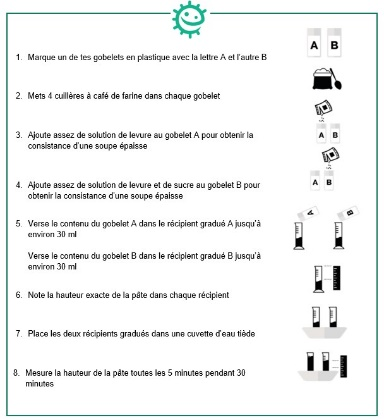 1. Marque un de tes gobelets en plastique avec la lettre A et l'autre B
A B
2. Mets 4 cuillères à café de farine dans chaque gobelet
3. Ajoute assez de solution de levure au gobelet A pour obtenir la
consistance d'une soupe épaisse
A B
4. Ajoute assez de solution de levure et de sucre au gobelet B pour
obtenir la consistance d'une soupe épaisse
A B
5. Verse le contenu du gobelet A dans le récipient gradué A jusqu'à
environ 30 ml
A B
Verse le contenu du gobelet B dans le récipient gradué B jusqu'à
environ 30 ml
6. Note la hauteur exacte de la pâte dans chaque récipient
7. Place les deux récipients gradués dans une cuvette d'eau tiède
8. Mesure la hauteur de la pâte toutes les 5 minutes pendant 30
minutes